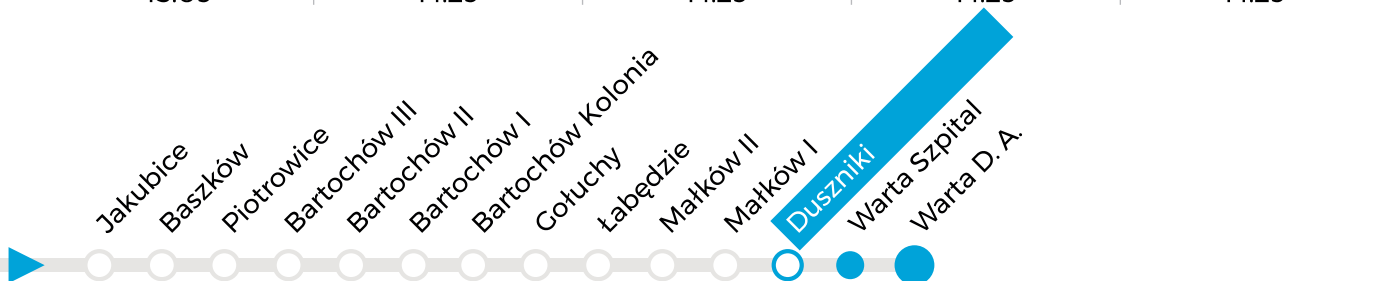 Jakubice
Baszków
Piotrowice
Bartochów III
Bartochów II
Bartochów I
Bartochów Kolonia
Gołuchy
Łabędzie
Małków II
Małków I
Duszniki
Warta Szpital
Warta D. A.